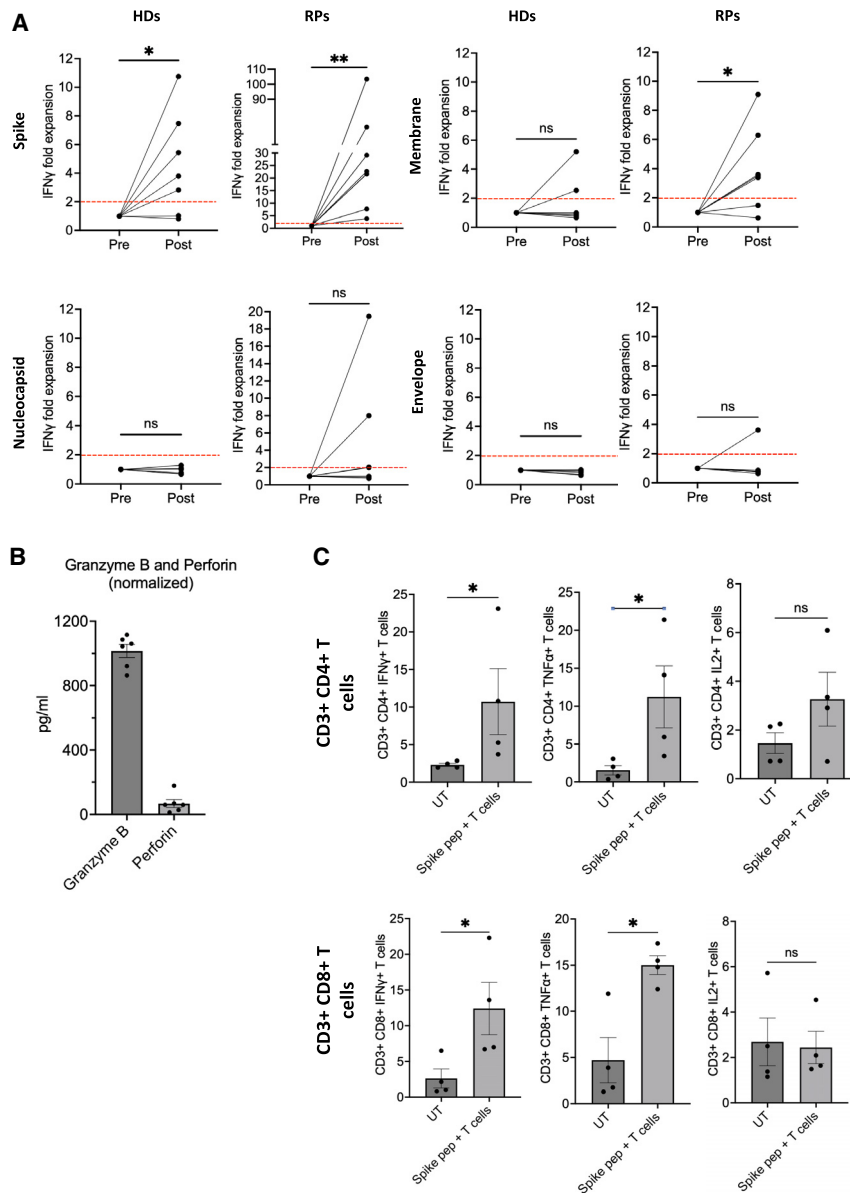 A
HDs
RPs
HDs
RPs
Spike
IFNγ fold expansion
12
10
8
6
4
2
0
*
Pre
Post
IFNγ fold expansion
110
100
90
30
25
20
15
10
5
0
**
Pre
Post
Membrane
IFNγ fold expansion
12
10
8
6
4
2
0
ns
Pre
Post
IFNγ fold expansion
12
10
8
6
4
2
0
*
Pre
Post
Nucleocapsid
IFNγ fold expansion
12
10
8
6
4
2
0
ns
Pre
Post
IFNγ fold expansion
20
18
16
14
12
10
8
6
4
2
0
ns
Pre
Post
Envelope
IFNγ fold expansion
12
10
8
6
4
2
0
ns
Pre
Post
IFNγ fold expansion
12
10
8
6
4
2
0
ns
Pre
Post
B
Granzyme B and Perforin
(normalized)
pg/ml
1200
800
400
0
Granzyme B
Perforin
C
CD3+ CD4+ T
cells
CD3+ CD4+ IFNγ+ T cells
25
20
15
10
5
0
*
UT
Spike pep + T cells
CD3+ CD4+ TNFα+ T cells
25
20
15
10
5
0
*
UT
Spike pep + T cells
CD3+ CD4+ IL2+ T cells
8
6
4
2
0
ns
UT
Spike pep + T cells
CD3+ CD8+ T
cells
CD3+ CD8+ IFNγ+ T cells
25
20
15
10
5
0
*
UT
Spike pep + T cells
CD3+ CD8+ TNFα+ T cells
20
15
10
5
0
*
UT
Spike pep + T cells
CD3+ CD8+ IL2+ T cells
8
6
4
2
0
ns
UT
Spike pep + T cells